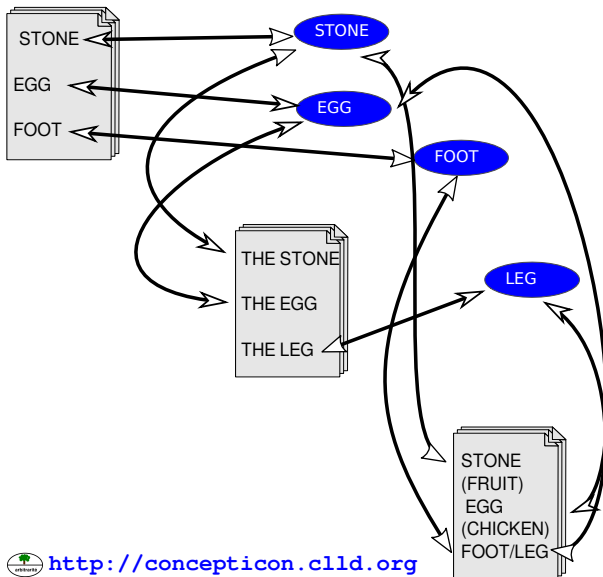 STONE
EGG
FOOT
STONE
EGG
FOOT
LEG
THE STONE
THE EGG
THE LEG
STONE
(FRUIT)
EGG
(CHICKEN)
FOOT/LEG
arbitrarité
http://concepticon.clld.org